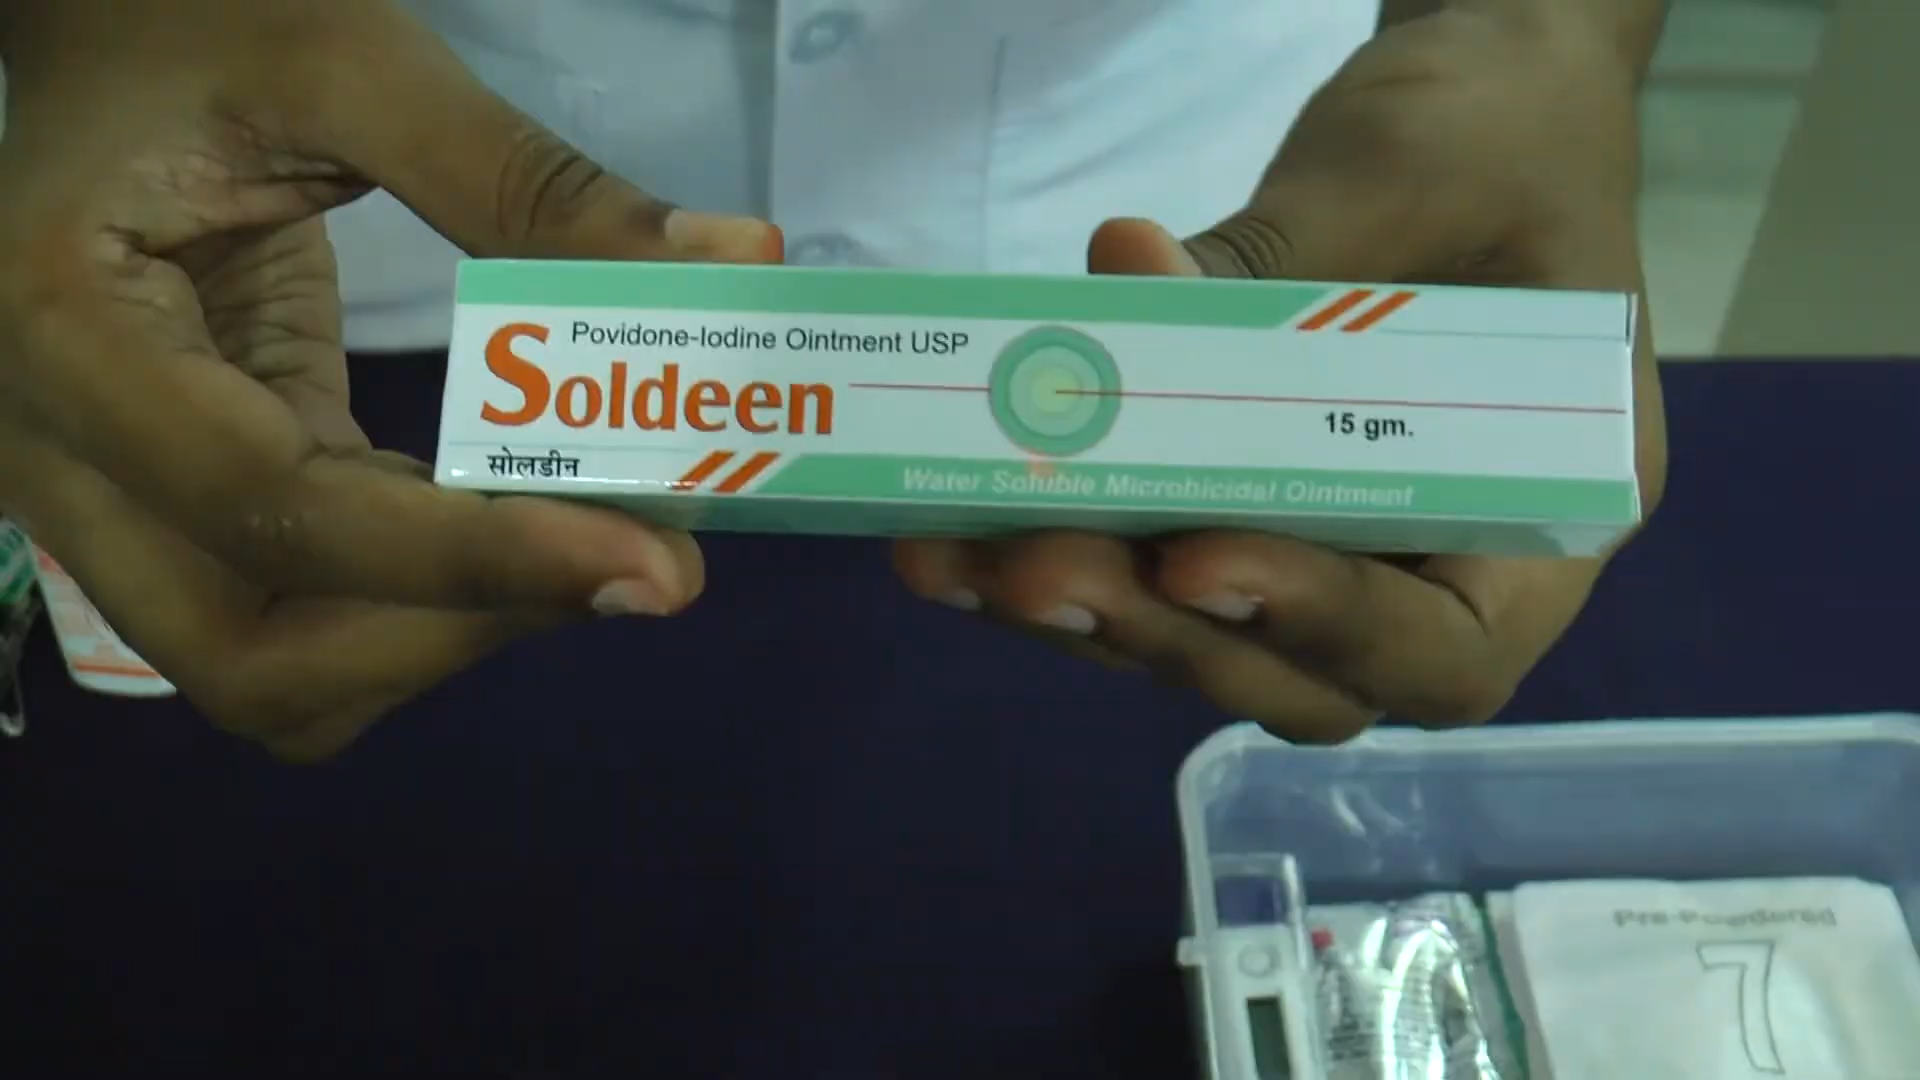 Povidone-Iodine Ointment USP
Soldeen
15 gm.
सोलडीन
Water Soluble Microbicidal Ointment
Pre-Powdered
7